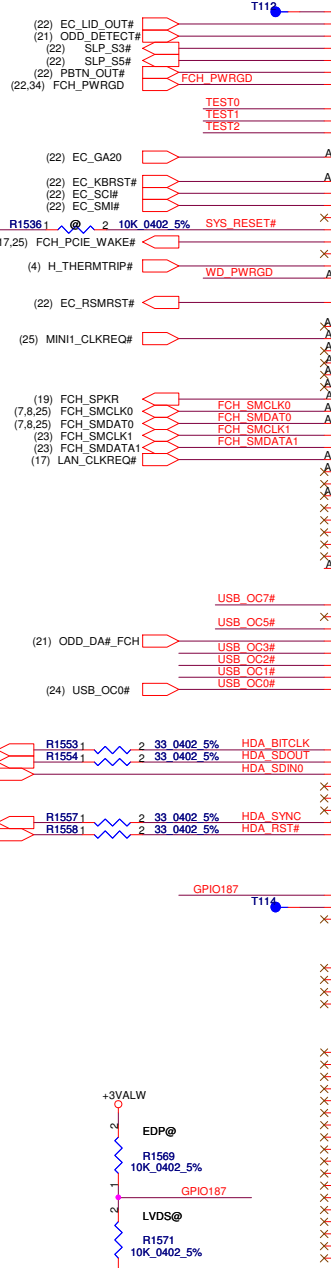 T112
(22) EC_LID_OUT#
(21) ODD_DETECT#
(22) SLP_S3#
(22) SLP_S5#
(22) PBTN_OUT#
(22,34) FCH_PWRGD FCH_PWRGD
TEST0
TEST1
TEST2
(22) EC_GA20
(22) EC_KBRST#
(22) EC_SCI#
(22) EC_SMI#
R1536 1 @ 2 10K_0402_5% SYS_RESET#
17,25) FCH_PCIE_WAKE#
(4) H_THERMTRIP#
WD_PWRGD
(22) EC_RSMRST#
(25) MINI1_CLKREQ#
(19) FCH_SPKR
(7,8,25) FCH_SMCLK0 FCH_SMCLK0
(7,8,25) FCH_SMDAT0 FCH_SMDAT0
(23) FCH_SMCLK1 FCH_SMCLK1
(23) FCH_SMDATA1 FCH_SMDATA1
(17) LAN_CLKREQ#
USB_OC7#
USB_OC5#
(21) ODD_DA#_FCH
USB_OC3#
USB_OC2#
USB_OC1#
(24) USB_OC0# USB_OC0#
R1553 1 2 33_0402_5% HDA_BITCLK
R1554 1 2 33_0402_5% HDA_SDOUT
HDA_SDIN0
R1557 1 2 33_0402_5% HDA_SYNC
R1558 1 2 33_0402_5% HDA_RST#
GPIO187
T114
+3VALW
2
EDP@
R1569
10K_0402_5%
1
GPIO187
2
LVDS@
R1571
10K_0402_5%